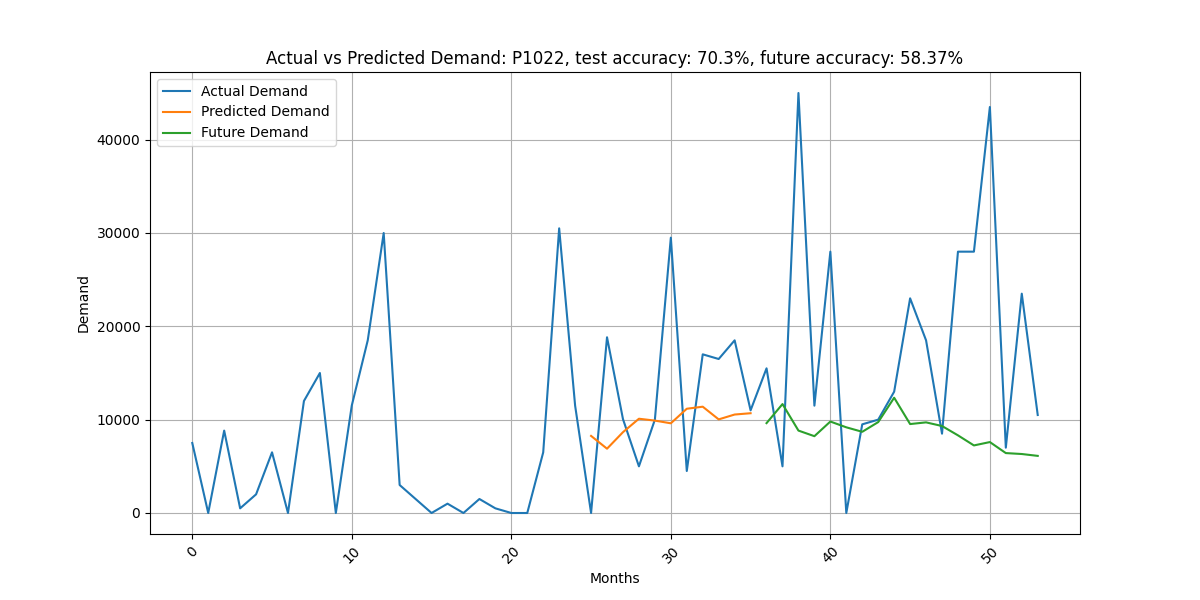 Actual vs Predicted Demand: P1022, test accuracy: 70.3%, future accuracy: 58.37%
Actual Demand
Predicted Demand
Future Demand
40000
30000
20000
10000
0
Demand
0
10
20
30
40
50
Months